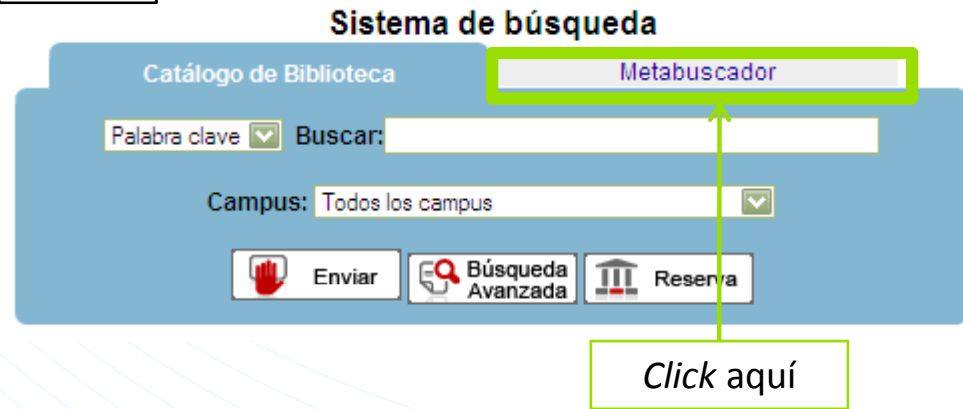 Sistema de búsqueda
Catálogo de Biblioteca Metabuscador
Palabra clave Buscar:
Campus: Todos los campus
Enviar Búsqueda Avanzada Reserva
Click aquí